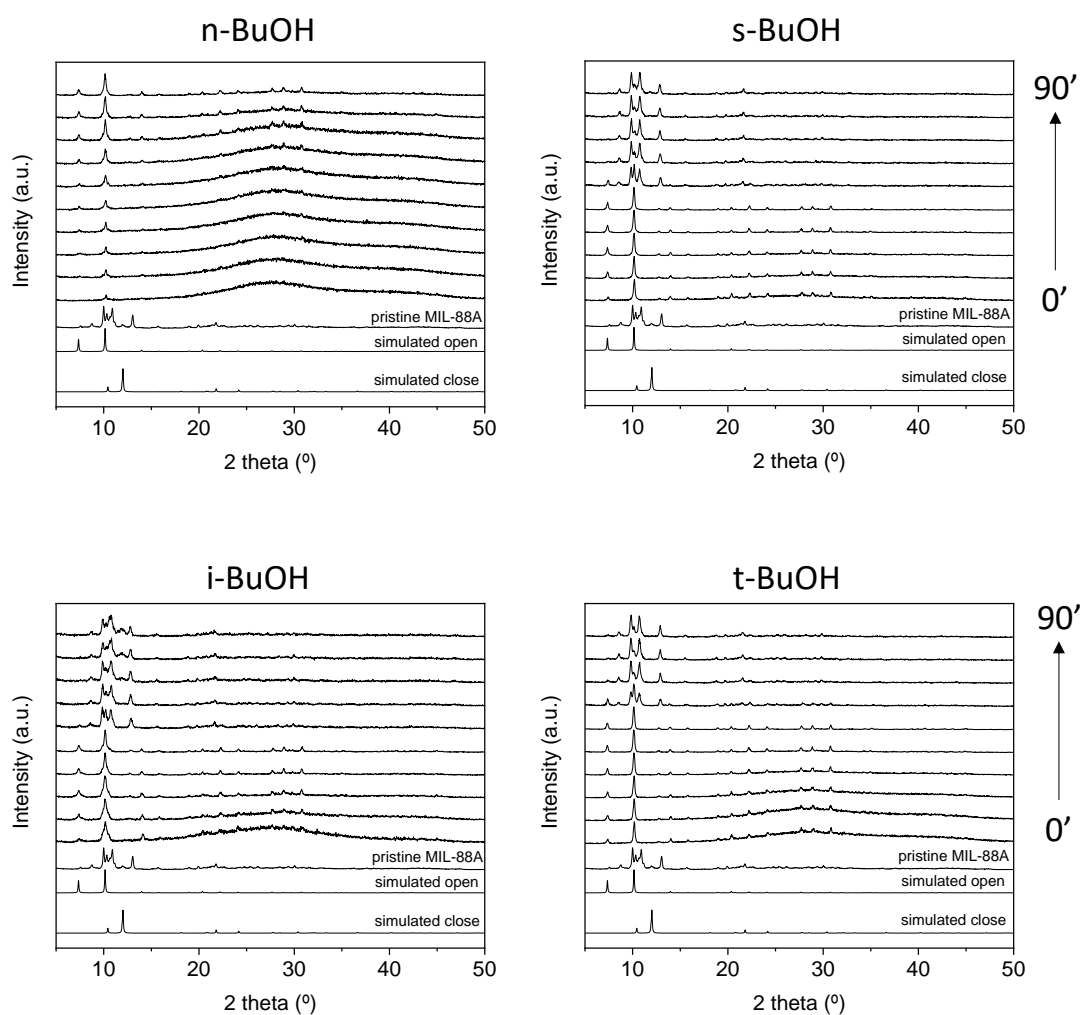 n-BuOH
Intensity (a.u.)
pristine MIL-88A
simulated open
simulated close
10 20 30 40 50
2 theta (º)
s-BuOH
Intensity (a.u.)
pristine MIL-88A
simulated open
simulated close
10 20 30 40 50
2 theta (º)
90’
0’
i-BuOH
Intensity (a.u.)
pristine MIL-88A
simulated open
simulated close
10 20 30 40 50
2 theta (º)
t-BuOH
Intensity (a.u.)
pristine MIL-88A
simulated open
simulated close
10 20 30 40 50
2 theta (º)
90’
0’